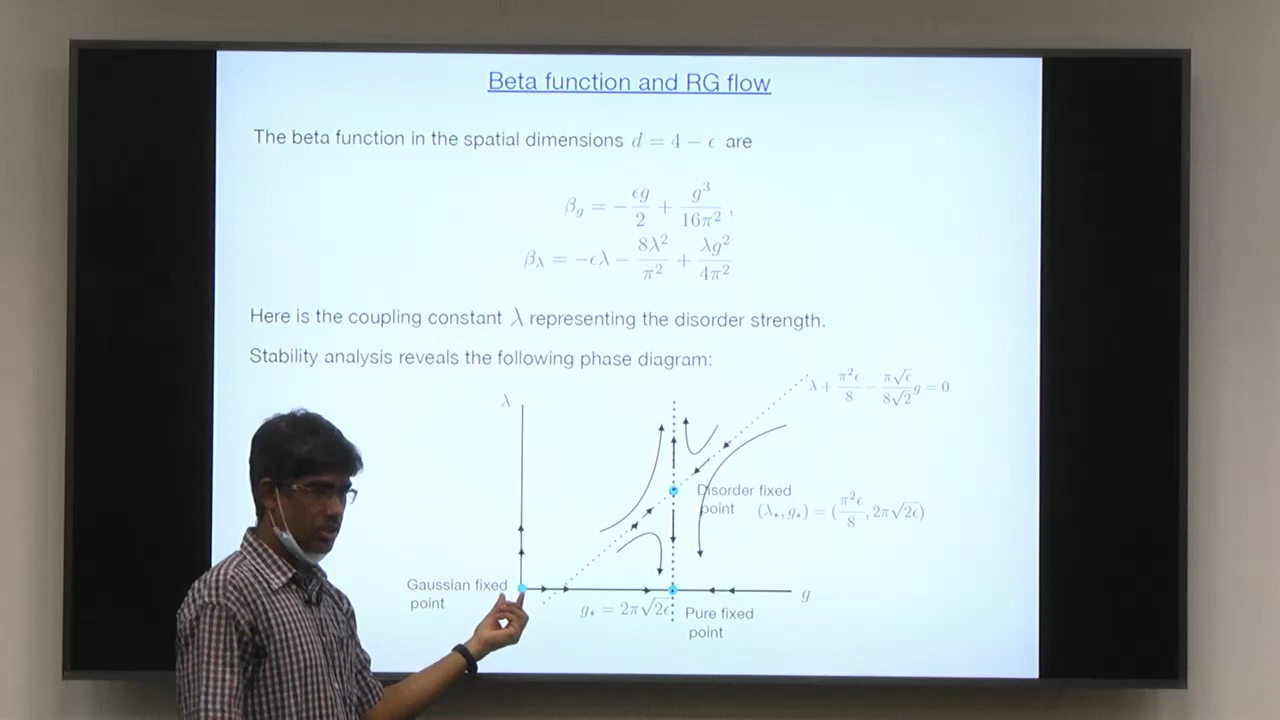 Beta function and RG flow
The beta function in the spatial dimensions d = 4 − ϵ are
β_g = −ϵg/2 + g³/16π²,
β_λ = −ϵλ − 8λ²/π² + λg²/4π²
Here is the coupling constant λ representing the disorder strength.
Stability analysis reveals the following phase diagram:
λ + π²ϵ/8 − π√ϵ/8√2 g = 0
λ
Disorder fixed
point (λ⁎, g⁎) = (π²ϵ/8, 2π√2ϵ)
Gaussian fixed
point
g
g⁎ = 2π√2ϵ
Pure fixed
point